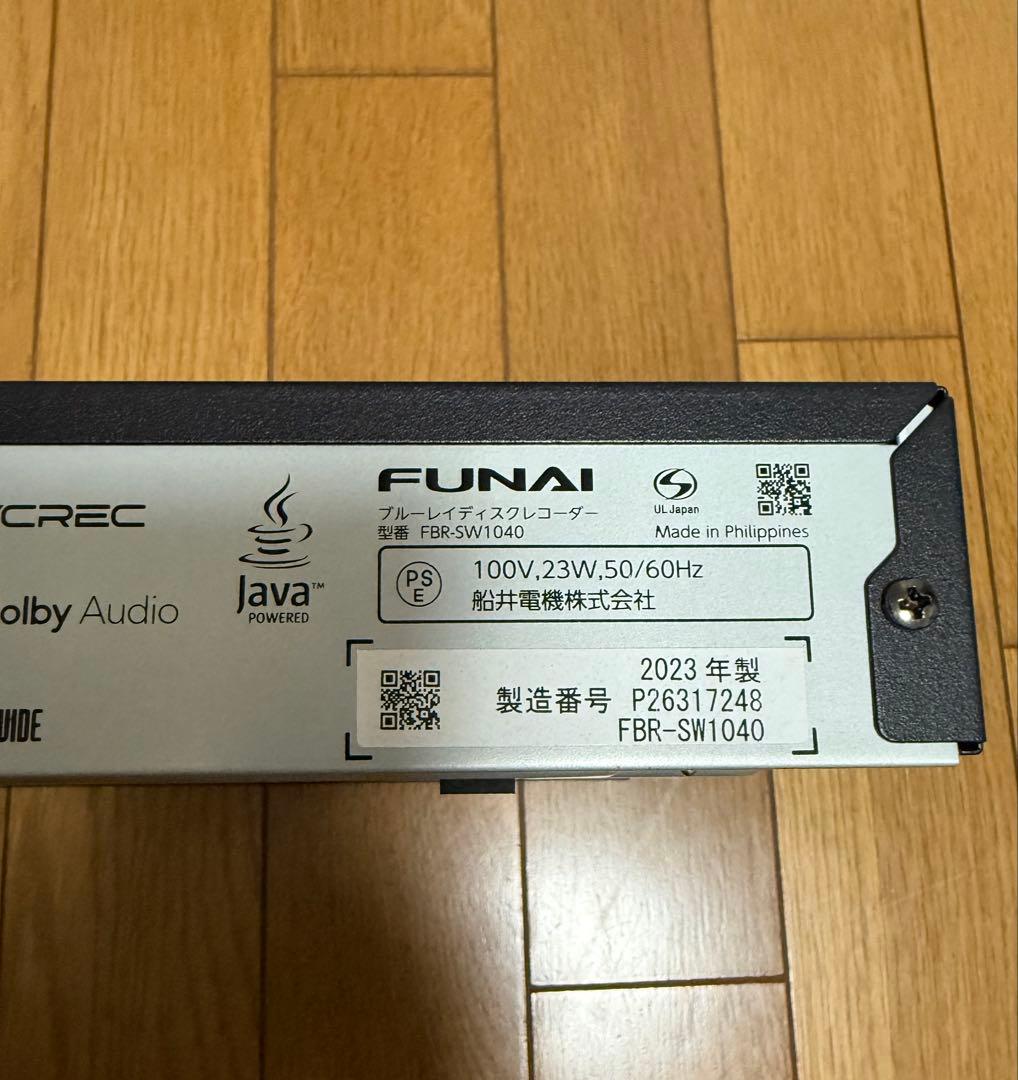 FUNAI
ブルーレイディスクレコーダー
型番 FBR-SW1040
UL Japan
Made in Philippines
CREC
olby Audio
Java™
POWERED
UIDE
PS
E
100V,23W,50/60Hz
船井電機株式会社
2023 年製
製造番号 P26317248
FBR-SW1040